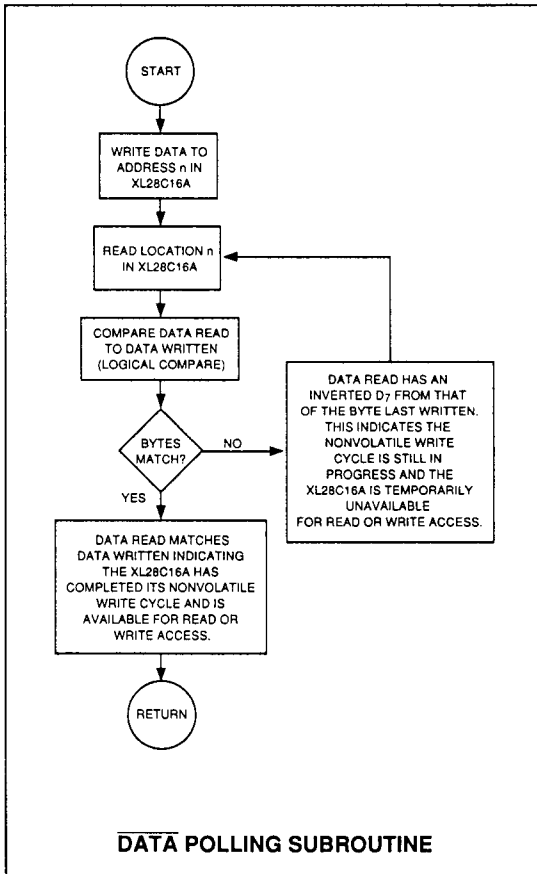 START
WRITE DATA TO
ADDRESS n IN
XL28C16A
READ LOCATION n
IN XL28C16A
COMPARE DATA READ
TO DATA WRITTEN
(LOGICAL COMPARE)
BYTES
MATCH?
NO
YES
DATA READ HAS AN
INVERTED D7 FROM THAT
OF THE BYTE LAST WRITTEN.
THIS INDICATES THE
NONVOLATILE WRITE
CYCLE IS STILL IN
PROGRESS AND THE
XL28C16A IS TEMPORARILY
UNAVAILABLE
FOR READ OR WRITE ACCESS.
DATA READ MATCHES
DATA WRITTEN INDICATING
THE XL28C16A HAS
COMPLETED ITS NONVOLATILE
WRITE CYCLE AND IS
AVAILABLE FOR READ OR
WRITE ACCESS.
RETURN
DATA POLLING SUBROUTINE